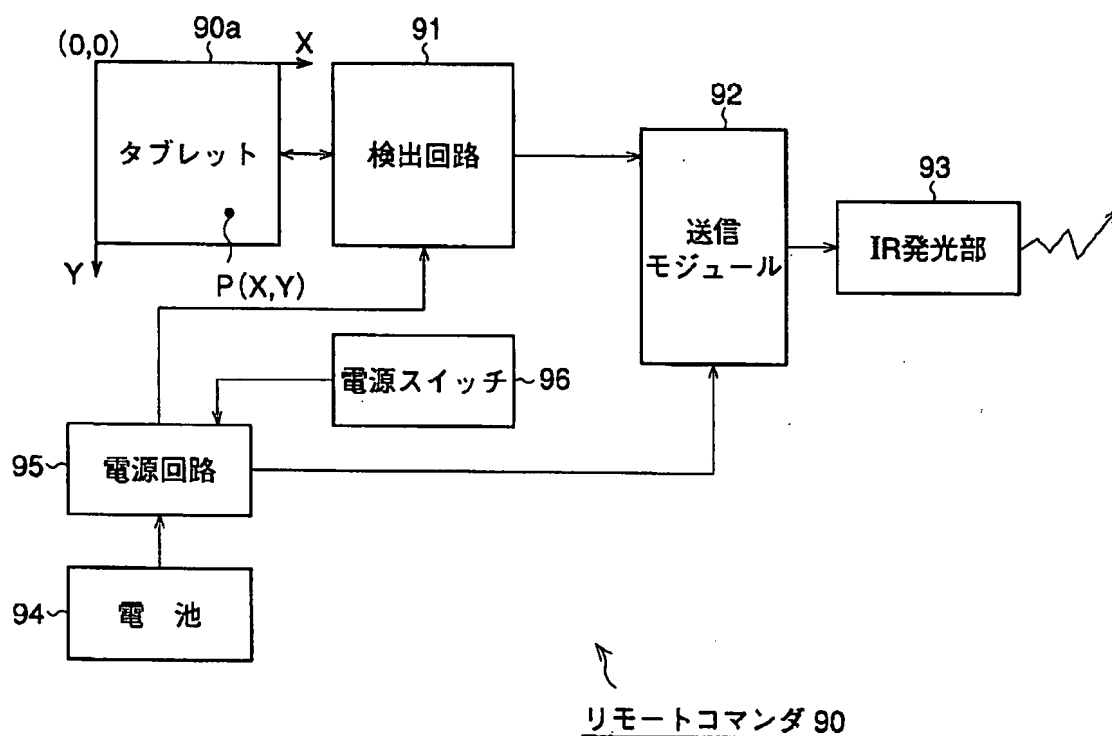 (0,0)
90a
X
91
タブレット
検出回路
92
送信
モジュール
93
IR発光部
Y
P(X,Y)
電源スイッチ
96
95
電源回路
94
電 池
リモートコマンダ 90